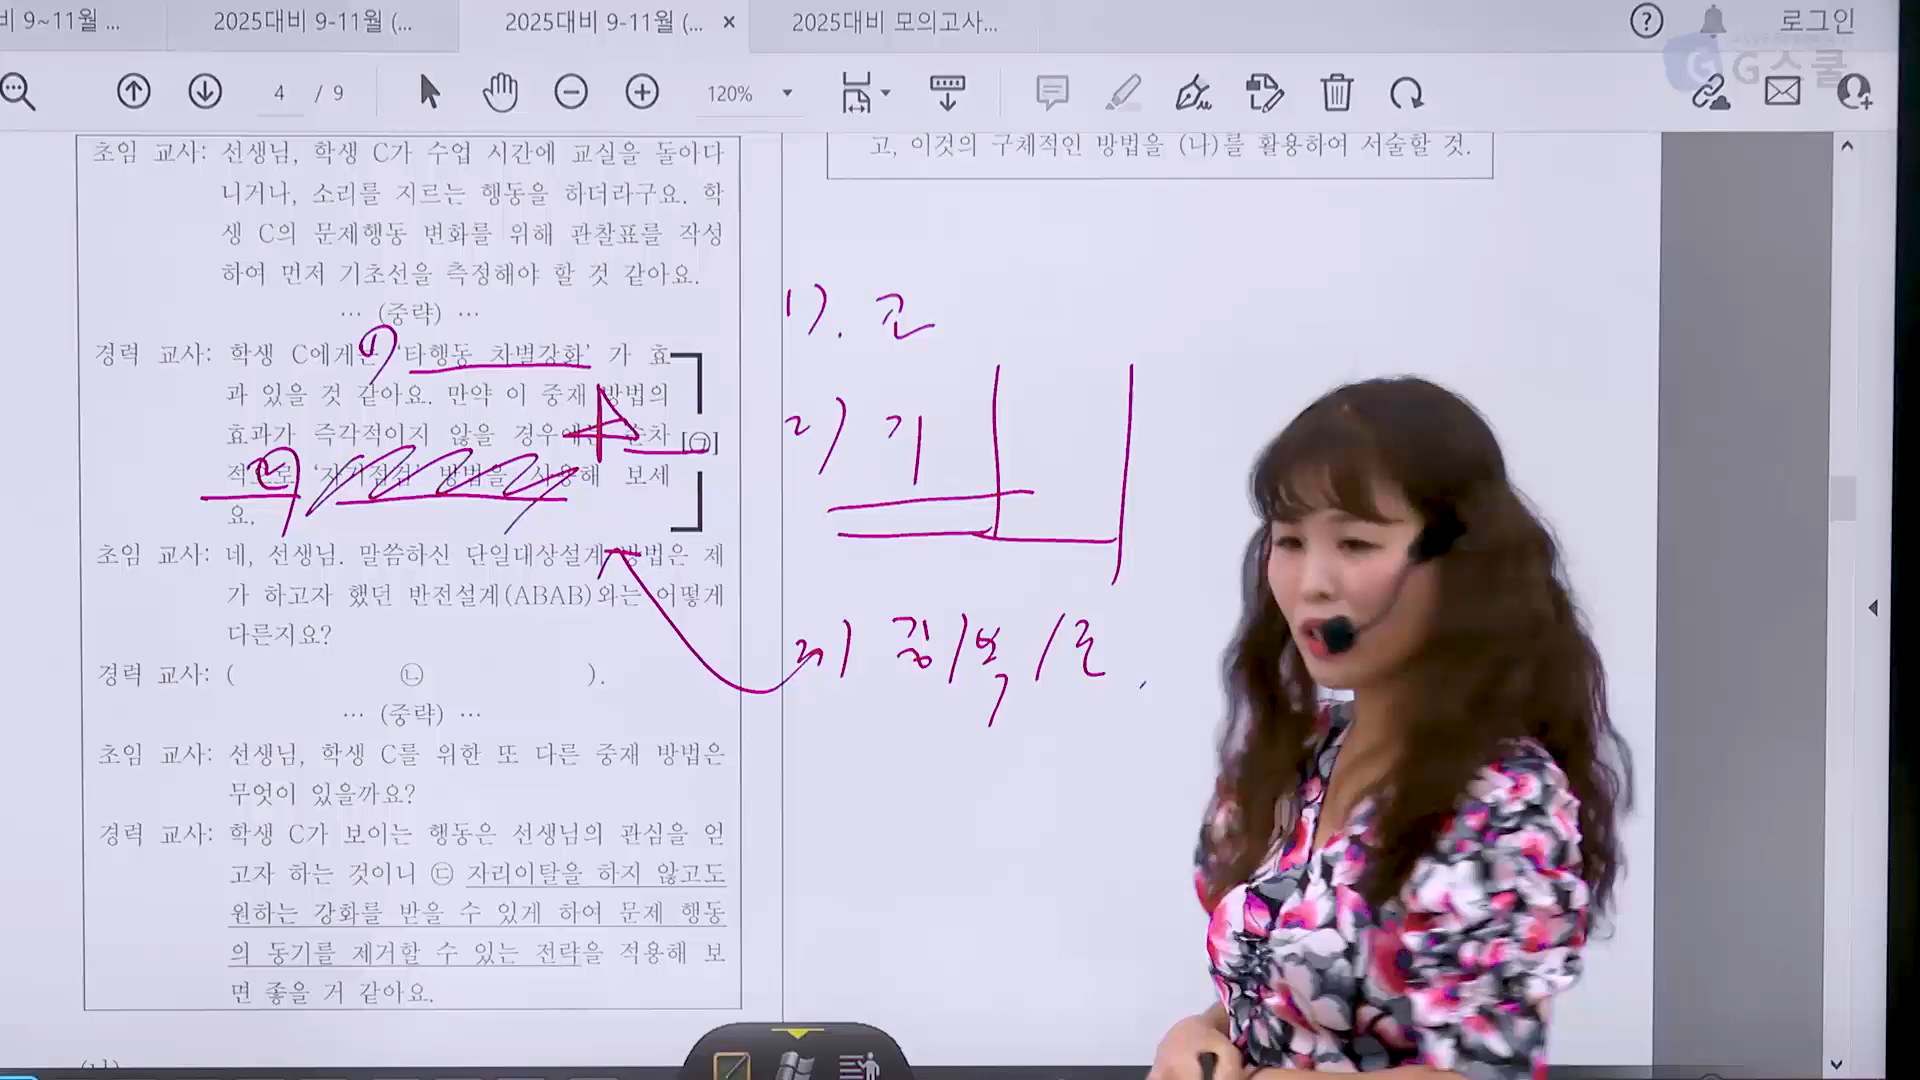 비 9~11월 ...
2025대비 9-11월 (...
2025대비 9-11월 (... ×
2025대비 모의고사...
로그인
G스쿨
4 / 9
120%
초임 교사: 선생님, 학생 C가 수업 시간에 교실을 돌아다
니거나, 소리를 지르는 행동을 하더라구요. 학
생 C의 문제행동 변화를 위해 관찰표를 작성
하여 먼저 기초선을 측정해야 할 것 같아요.
… (중략) …
경력 교사: 학생 C에게는 '타행동 차별강화' 가 효
과 있을 것 같아요. 만약 이 중재 방법의
효과가 즉각적이지 않을 경우에는 순차 [㉠]
적으로 '자기점검' 방법을 사용해 보세
요.
초임 교사: 네, 선생님. 말씀하신 단일대상설계 방법은 제
가 하고자 했던 반전설계(ABAB)와는 어떻게
다른지요?
경력 교사: ( ㉡ ).
… (중략) …
초임 교사: 선생님, 학생 C를 위한 또 다른 중재 방법은
무엇이 있을까요?
경력 교사: 학생 C가 보이는 행동은 선생님의 관심을 얻
고자 하는 것이니 ㉢ 자리이탈을 하지 않고도
원하는 강화를 받을 수 있게 하여 문제 행동
의 동기를 제거할 수 있는 전략을 적용해 보
면 좋을 거 같아요.
고, 이것의 구체적인 방법을 (나)를 활용하여 서술할 것.
1). 고
2) 기